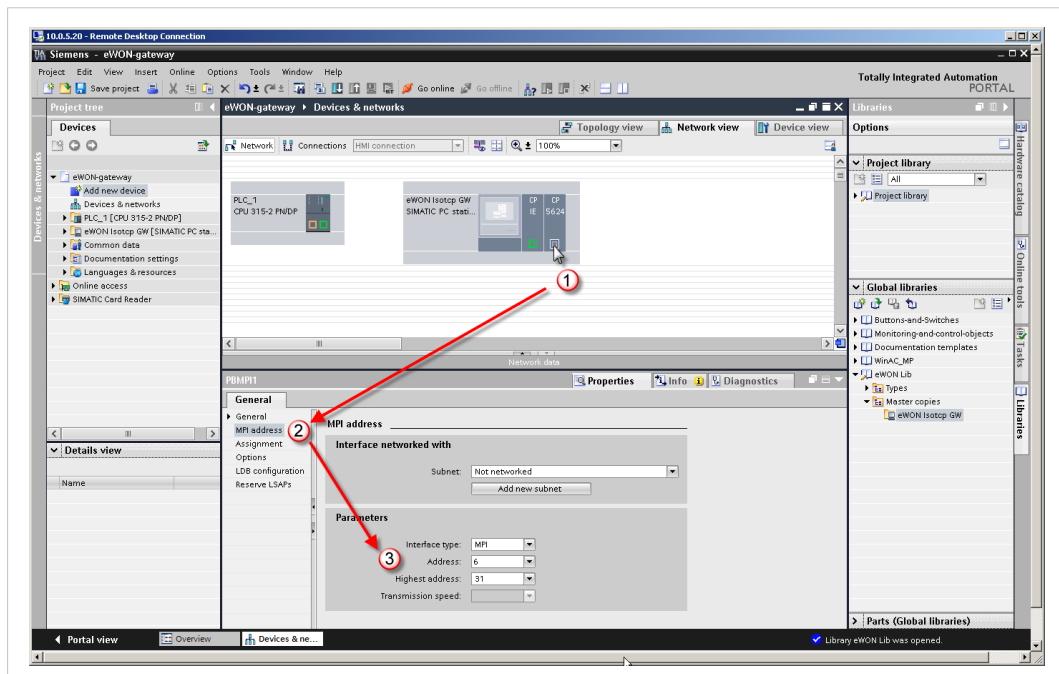 10.0.5.20 - Remote Desktop Connection
Siemens - eWON-gateway
Project Edit View Insert Online Options Tools Window Help
Totally Integrated Automation
PORTAL
Save project
Go online
Go offline
Project tree
eWON-gateway ▸ Devices & networks
Libraries
Devices
Topology view
Network view
Device view
Options
Network
Connections
HMI connection
100%
eWON-gateway
Add new device
Devices & networks
PLC_1 [CPU 315-2 PN/DP]
eWON Isotcp GW [SIMATIC PC sta...
Common data
Documentation settings
Languages & resources
Online access
SIMATIC Card Reader
Devices & networks
PLC_1
CPU 315-2 PN/DP
eWON Isotcp GW
SIMATIC PC stati...
CP
IE
CP
5624
1
Network data
Project library
All
Project library
Global libraries
Buttons-and-Switches
Monitoring-and-control-objects
Documentation templates
WinAC_MP
eWON Lib
Types
Master copies
eWON Isotcp GW
Hardware catalog
Online tools
Tasks
Libraries
PBMPI1
Properties
Info
Diagnostics
General
General
MPI address
2
Assignment
Options
LDB configuration
Reserve LSAPs
MPI address
Interface networked with
Subnet: Not networked
Add new subnet
Parameters
Interface type: MPI
3
Address: 6
Highest address: 31
Transmission speed:
Details view
Name
Parts (Global libraries)
Portal view
Overview
Devices & ne...
Library eWON Lib was opened.